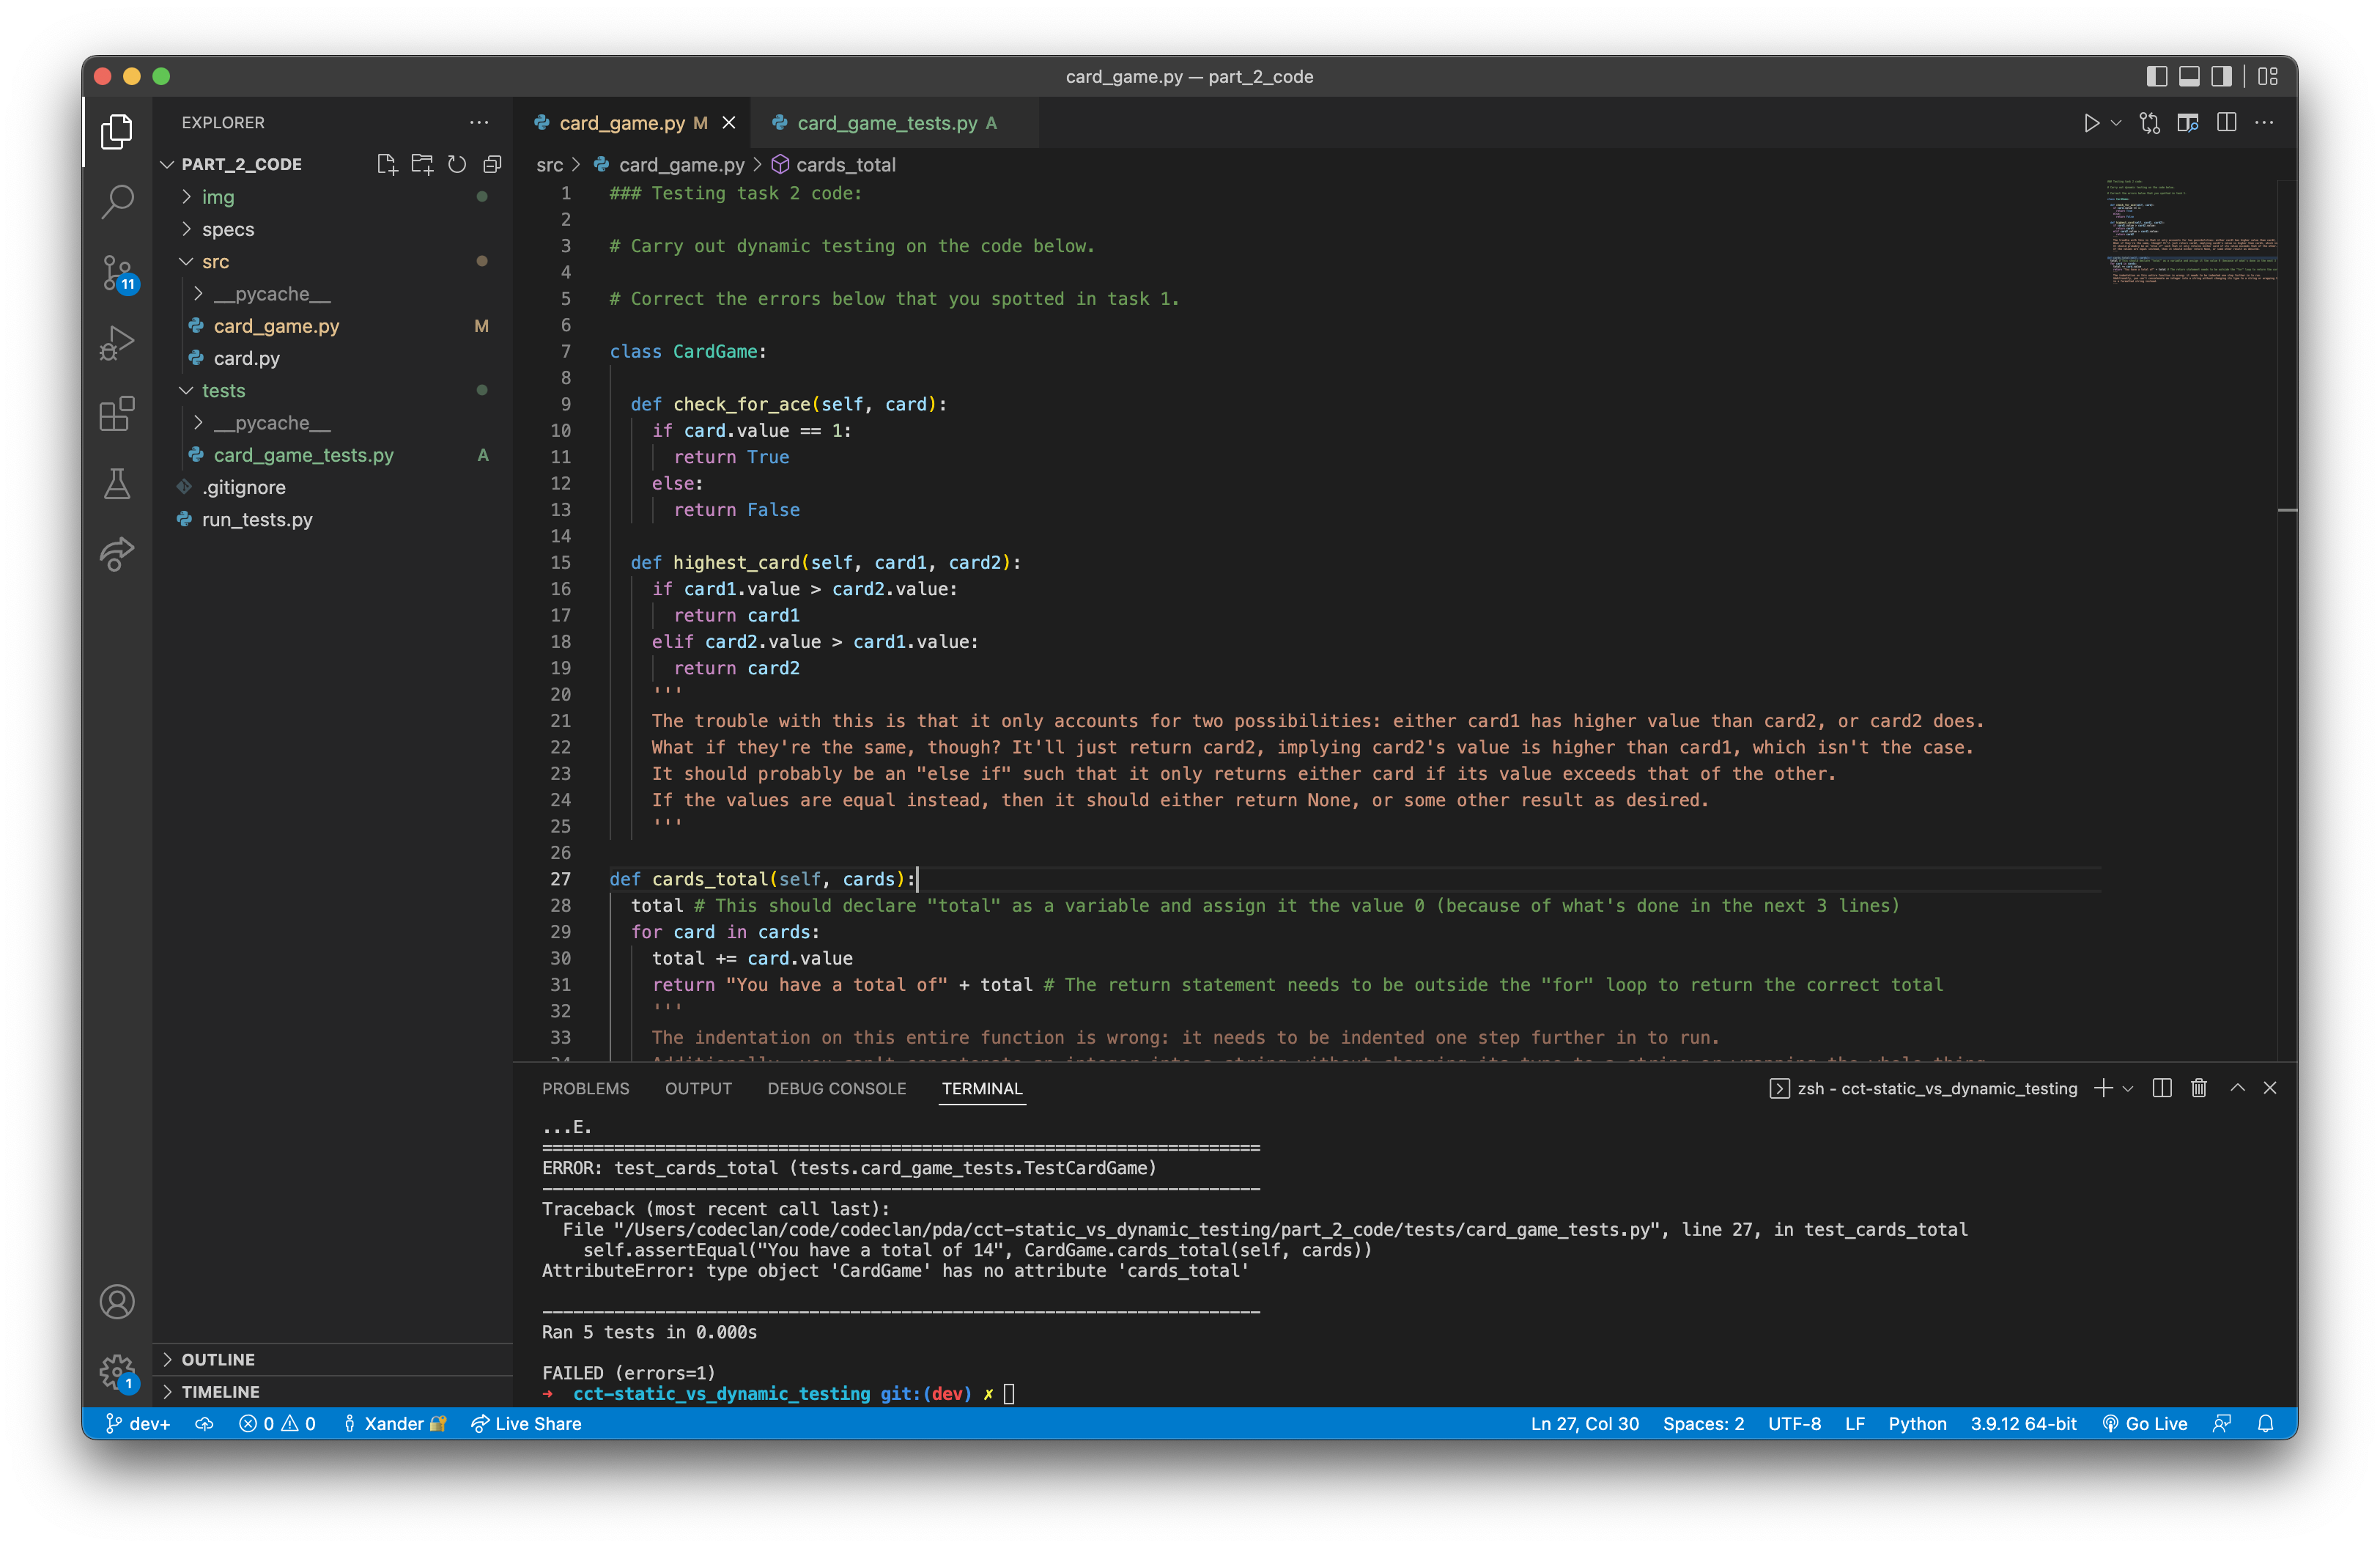 card_game.py — part_2_code
EXPLORER
PART_2_CODE
img
specs
src
__pycache__
card_game.py M
card.py
tests
__pycache__
card_game_tests.py A
.gitignore
run_tests.py
OUTLINE
TIMELINE
11
1
card_game.py M
card_game_tests.py A
src > card_game.py > cards_total
1 ### Testing task 2 code:
2
3 # Carry out dynamic testing on the code below.
4
5 # Correct the errors below that you spotted in task 1.
6
7 class CardGame:
8
9 def check_for_ace(self, card):
10 if card.value == 1:
11 return True
12 else:
13 return False
14
15 def highest_card(self, card1, card2):
16 if card1.value > card2.value:
17 return card1
18 elif card2.value > card1.value:
19 return card2
20 '''
21 The trouble with this is that it only accounts for two possibilities: either card1 has higher value than card2, or card2 does.
22 What if they're the same, though? It'll just return card2, implying card2's value is higher than card1, which isn't the case.
23 It should probably be an "else if" such that it only returns either card if its value exceeds that of the other.
24 If the values are equal instead, then it should either return None, or some other result as desired.
25 '''
26
27 def cards_total(self, cards):
28 total # This should declare "total" as a variable and assign it the value 0 (because of what's done in the next 3 lines)
29 for card in cards:
30 total += card.value
31 return "You have a total of" + total # The return statement needs to be outside the "for" loop to return the correct total
32 '''
33 The indentation on this entire function is wrong: it needs to be indented one step further in to run.
PROBLEMS OUTPUT DEBUG CONSOLE TERMINAL
zsh - cct-static_vs_dynamic_testing
...E.
======================================================================
ERROR: test_cards_total (tests.card_game_tests.TestCardGame)
----------------------------------------------------------------------
Traceback (most recent call last):
File "/Users/codeclan/code/codeclan/pda/cct-static_vs_dynamic_testing/part_2_code/tests/card_game_tests.py", line 27, in test_cards_total
self.assertEqual("You have a total of 14", CardGame.cards_total(self, cards))
AttributeError: type object 'CardGame' has no attribute 'cards_total'
----------------------------------------------------------------------
Ran 5 tests in 0.000s
FAILED (errors=1)
→ cct-static_vs_dynamic_testing git:(dev) ✗
dev+ 0 0 Xander Live Share Ln 27, Col 30 Spaces: 2 UTF-8 LF Python 3.9.12 64-bit Go Live